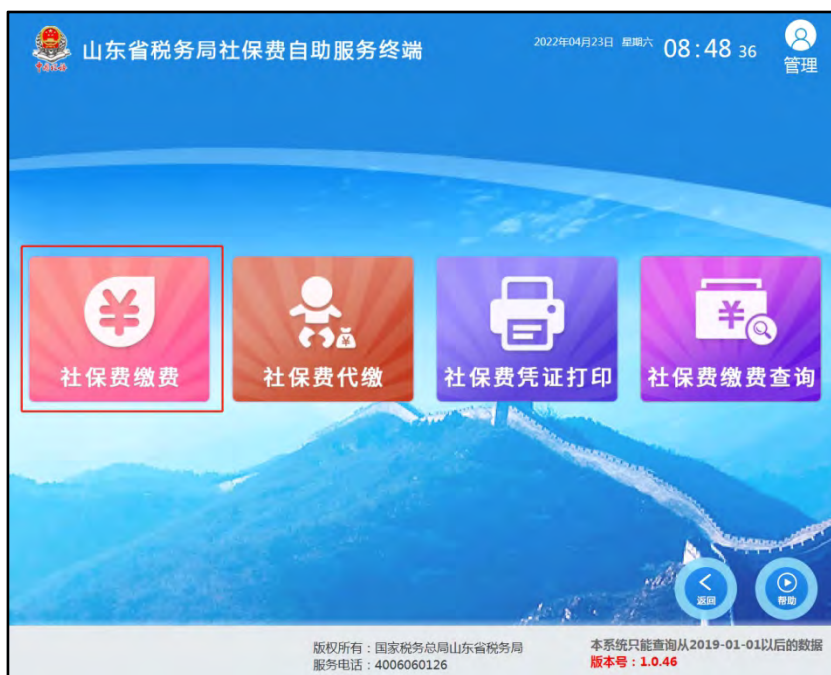 山东省税务局社保费自助服务终端
2022年04月23日 星期六 08:48 36
管理
社保费缴费
社保费代缴
社保费凭证打印
社保费缴费查询
返回
帮助
版权所有：国家税务总局山东省税务局
服务电话：4006060126
本系统只能查询从2019-01-01以后的数据
版本号：1.0.46